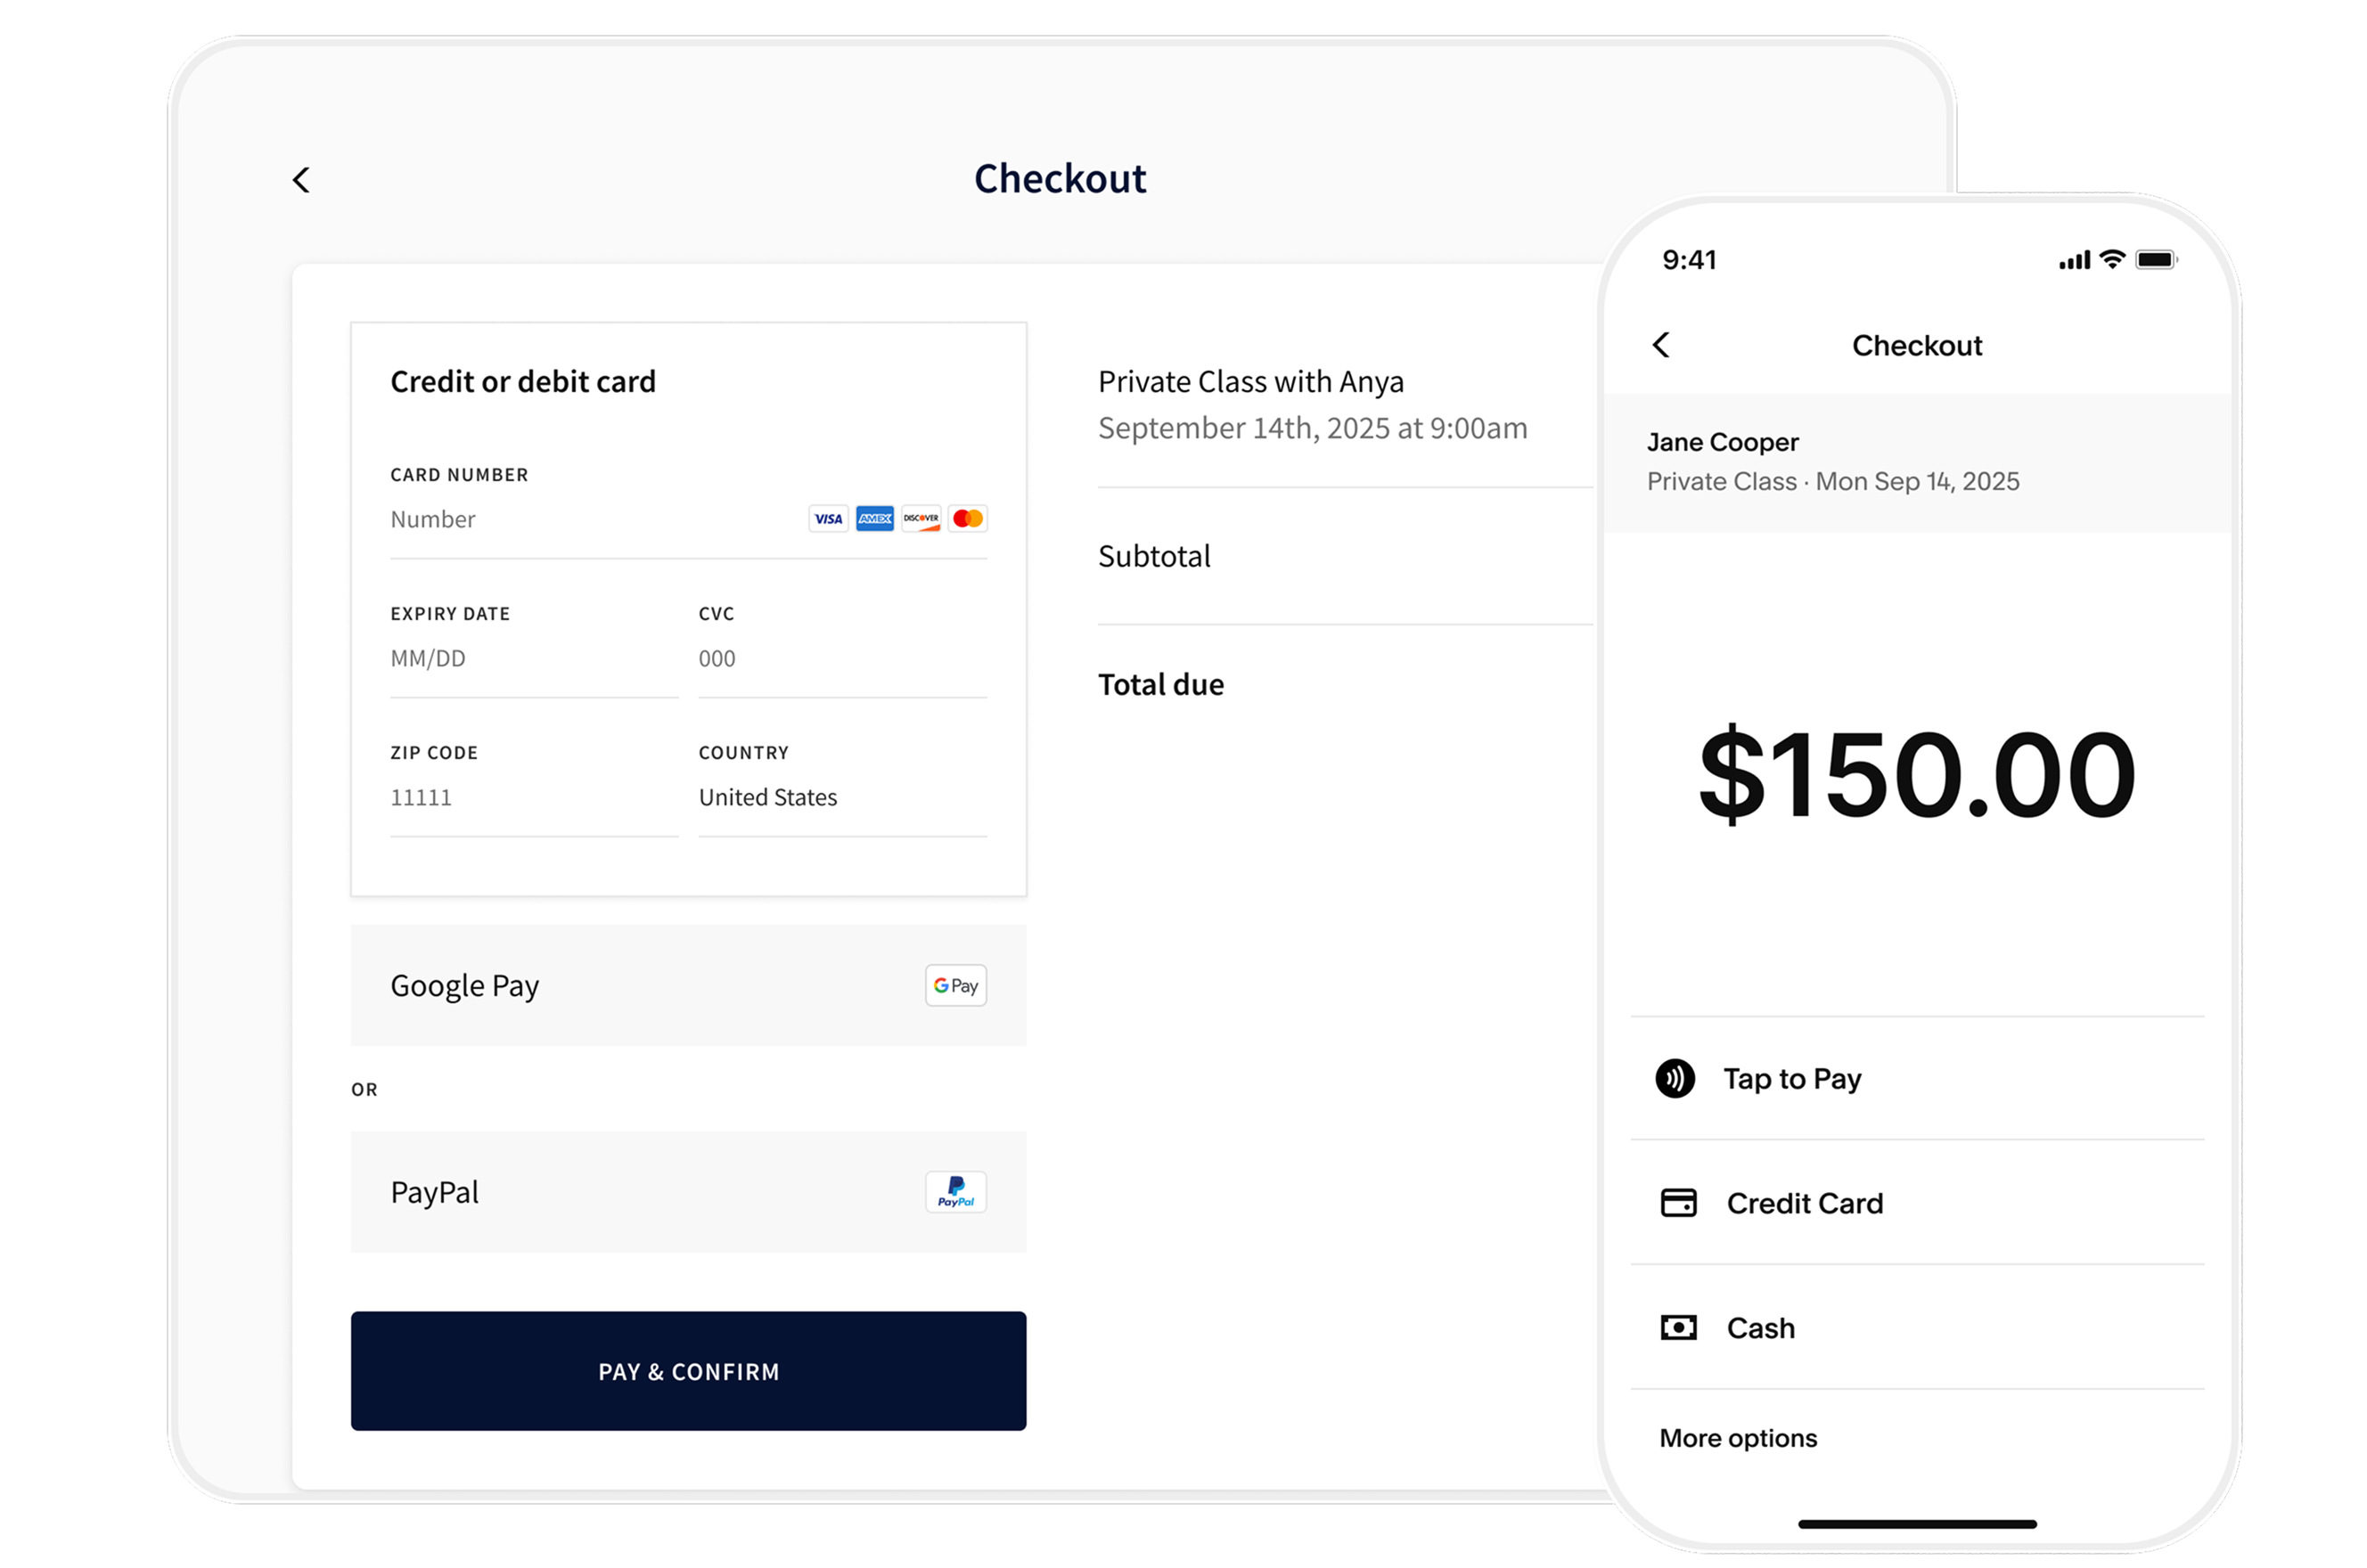 Checkout
Credit or debit card
CARD NUMBER
Number
VISA
AMEX
DISCOVER
EXPIRY DATE
CVC
MM/DD
000
ZIP CODE
COUNTRY
11111
United States
Google Pay
G Pay
OR
PayPal
PayPal
PAY & CONFIRM
Private Class with Anya
September 14th, 2025 at 9:00am
Subtotal
Total due
9:41
Checkout
Jane Cooper
Private Class · Mon Sep 14, 2025
$150.00
Tap to Pay
Credit Card
Cash
More options